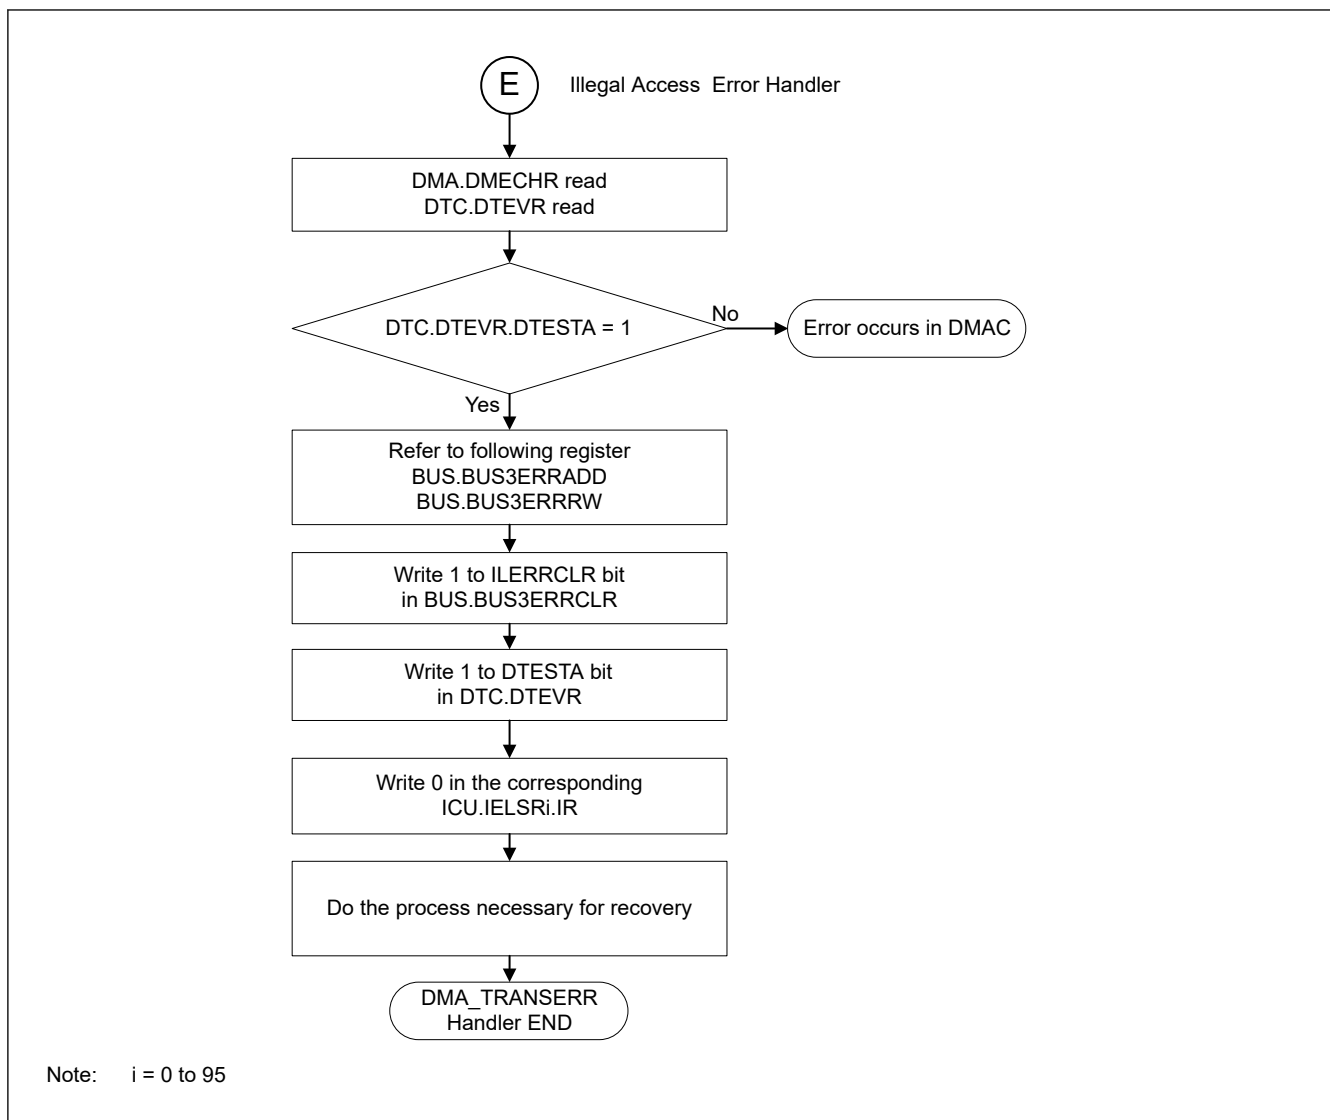 E
Illegal Access  Error Handler
DMA.DMECHR read
DTC.DTEVR read
DTC.DTEVR.DTESTA = 1
No
Error occurs in DMAC
Yes
Refer to following register
BUS.BUS3ERRADD
BUS.BUS3ERRRW
Write 1 to ILERRCLR bit
in BUS.BUS3ERRCLR
Write 1 to DTESTA bit
in DTC.DTEVR
Write 0 in the corresponding
ICU.IELSRi.IR
Do the process necessary for recovery
DMA_TRANSERR
Handler END
Note: i = 0 to 95